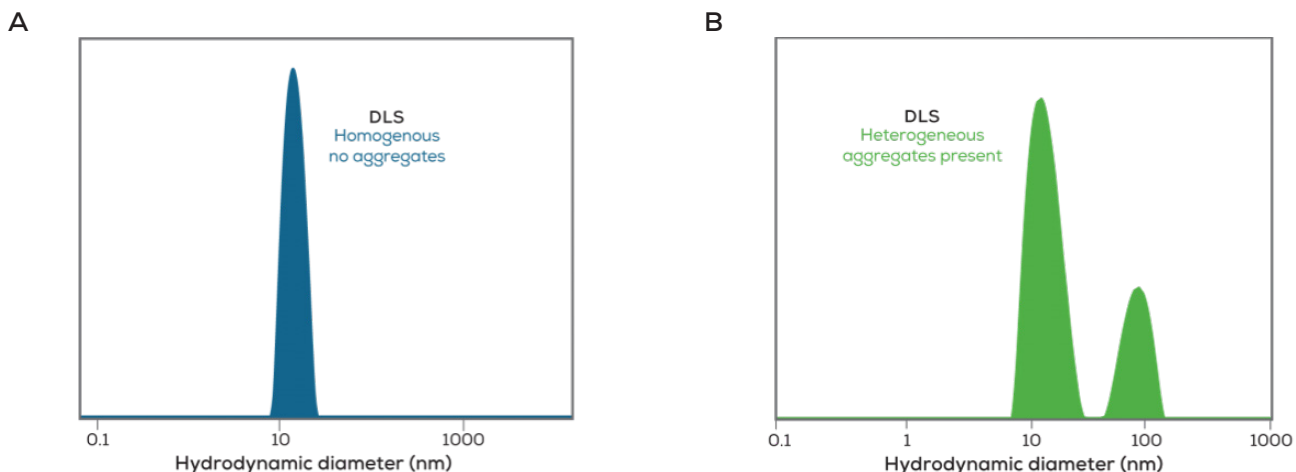 A
DLS
Homogenous
no aggregates
0.1 10 1000
Hydrodynamic diameter (nm)
B
DLS
Heterogeneous
aggregates present
0.1 1 10 100 1000
Hydrodynamic diameter (nm)